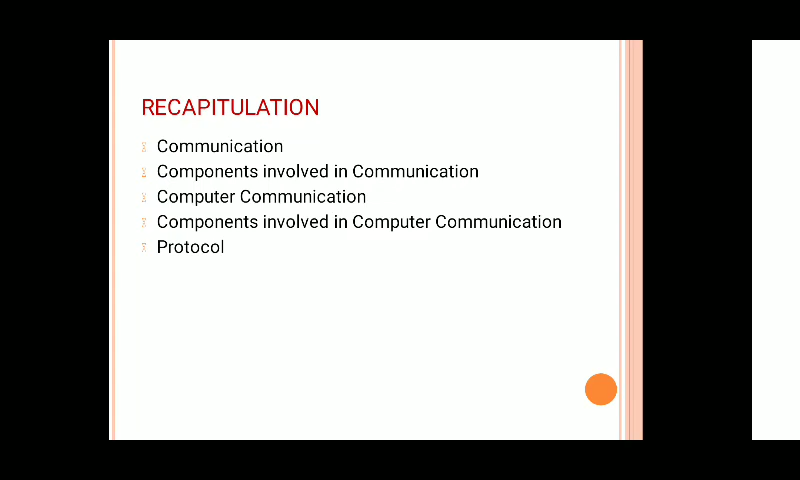 RECAPITULATION
Communication
Components involved in Communication
Computer Communication
Components involved in Computer Communication
Protocol